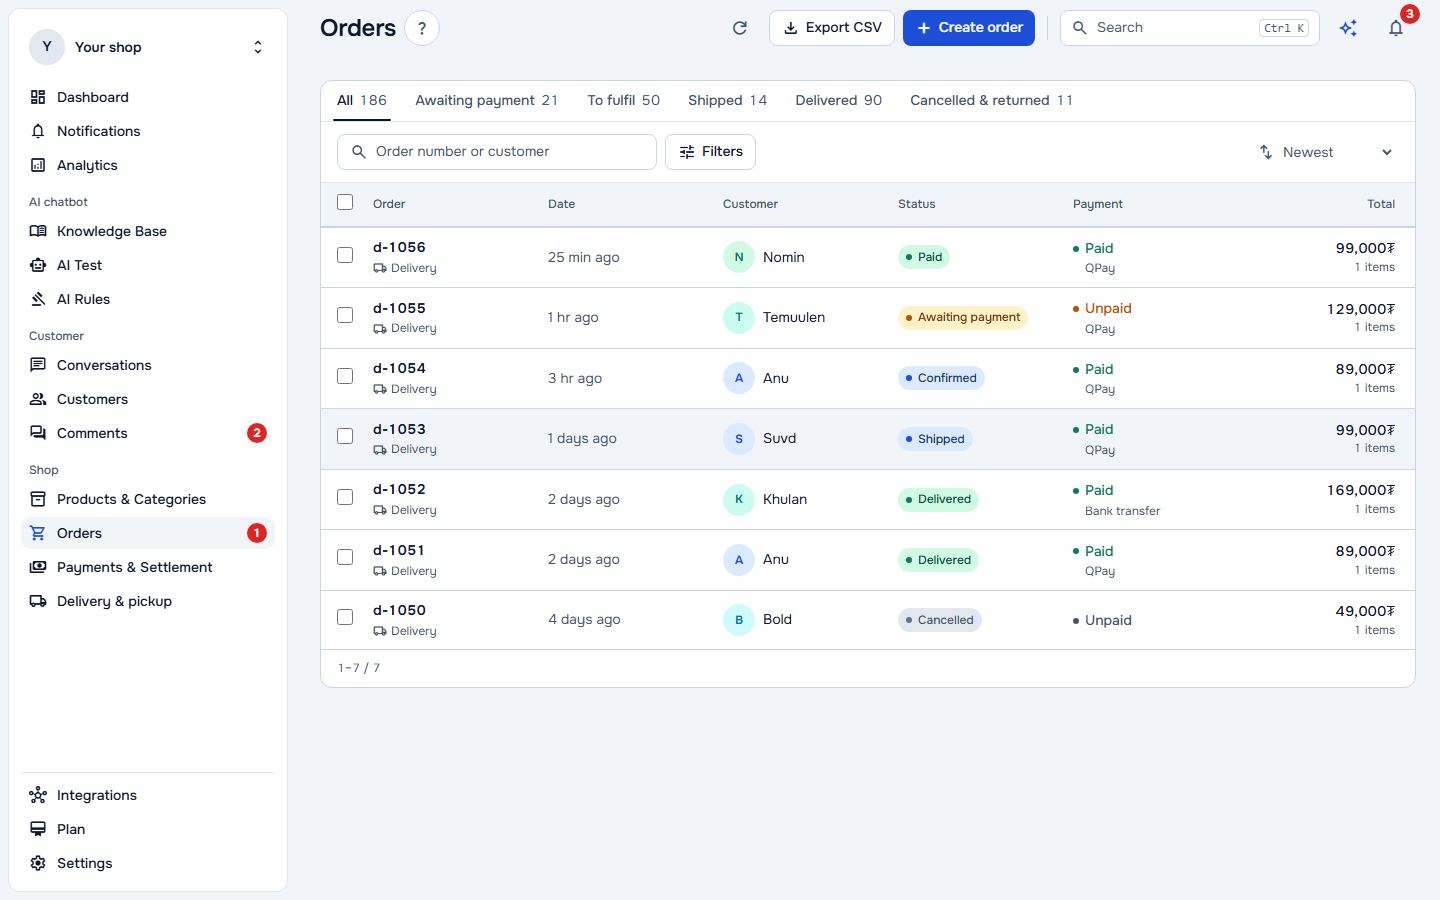 Y Your shop
Dashboard
Notifications
Analytics
AI chatbot
Knowledge Base
AI Test
AI Rules
Customer
Conversations
Customers
Comments 2
Shop
Products & Categories
Orders 1
Payments & Settlement
Delivery & pickup
Integrations
Plan
Settings
Orders ? Export CSV + Create order Search Ctrl K 3
All 186 Awaiting payment 21 To fulfil 50 Shipped 14 Delivered 90 Cancelled & returned 11
Order number or customer Filters Newest
Order Date Customer Status Payment Total
d-1056 25 min ago N Nomin Paid Paid 99,000₮
Delivery QPay 1 items
d-1055 1 hr ago T Temuulen Awaiting payment Unpaid 129,000₮
Delivery QPay 1 items
d-1054 3 hr ago A Anu Confirmed Paid 89,000₮
Delivery QPay 1 items
d-1053 1 days ago S Suvd Shipped Paid 99,000₮
Delivery QPay 1 items
d-1052 2 days ago K Khulan Delivered Paid 169,000₮
Delivery Bank transfer 1 items
d-1051 2 days ago A Anu Delivered Paid 89,000₮
Delivery QPay 1 items
d-1050 4 days ago B Bold Cancelled Unpaid 49,000₮
Delivery 1 items
1–7 / 7